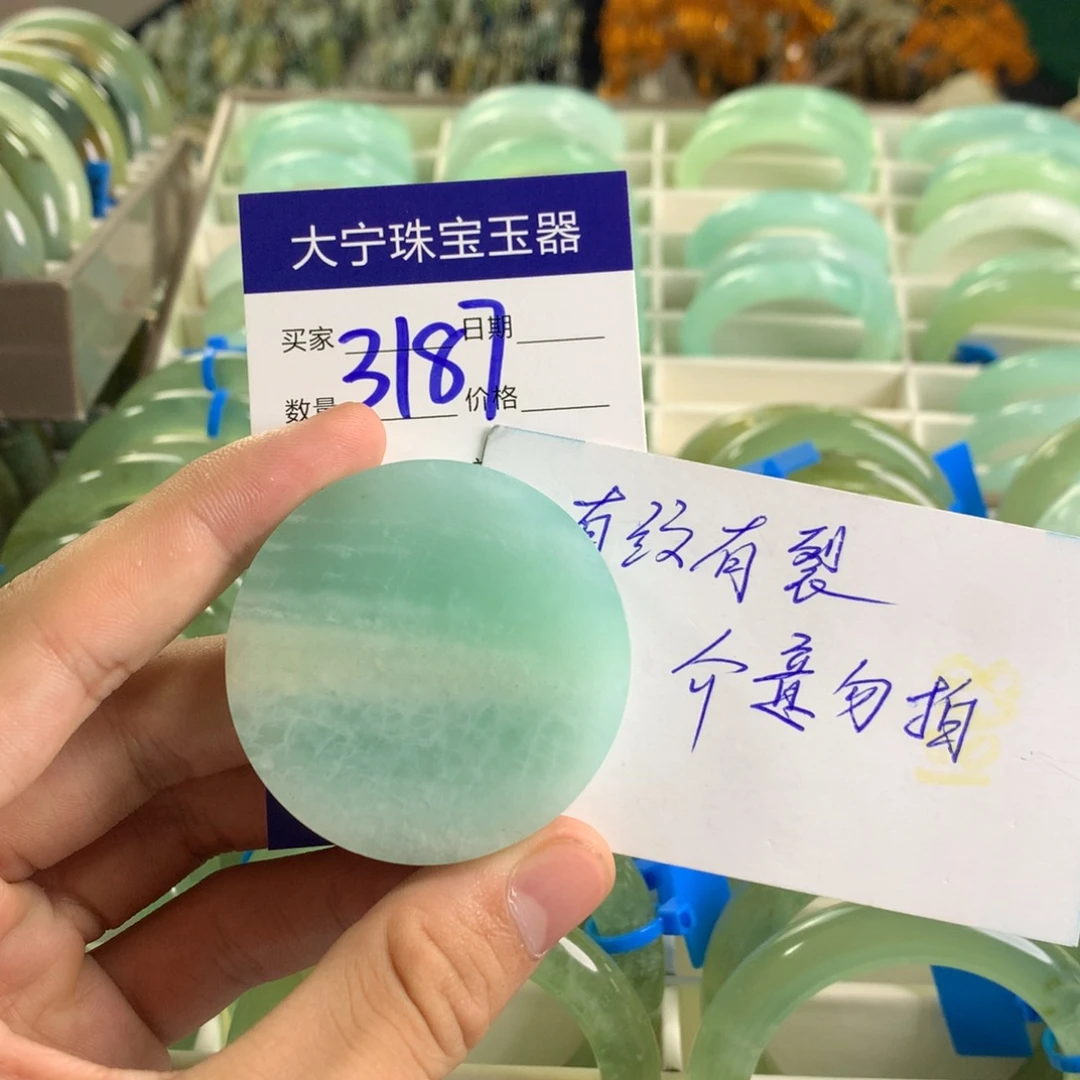 大宁珠宝玉器
买家 3187 日期
数量 价格
有纹有裂
介意勿拍